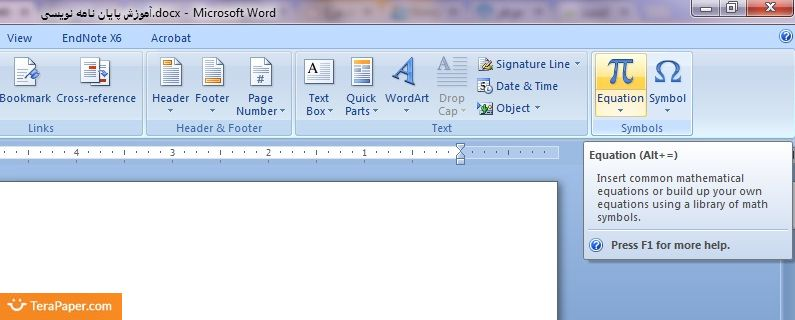 آموزش پایان نامه نویسی.docx - Microsoft Word
View EndNote X6 Acrobat
Bookmark Cross-reference
Links
Header Footer Page Number
Header & Footer
Text Box Quick Parts WordArt Drop Cap
Signature Line
Date & Time
Object
Text
Equation Symbol
Symbols
4 3 2 1
Equation (Alt+=)
Insert common mathematical
equations or build up your own
equations using a library of math
symbols.
Press F1 for more help.
TeraPaper.com